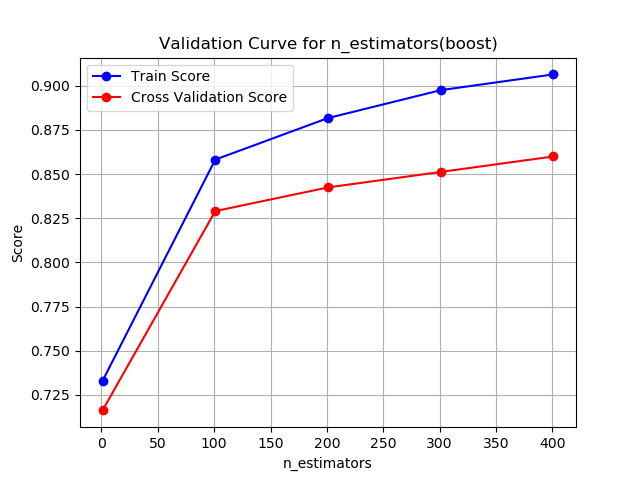 Validation Curve for n_estimators(boost)
Train Score
Cross Validation Score
0.900
0.875
0.850
0.825
0.800
0.775
0.750
0.725
Score
0 50 100 150 200 250 300 350 400
n_estimators